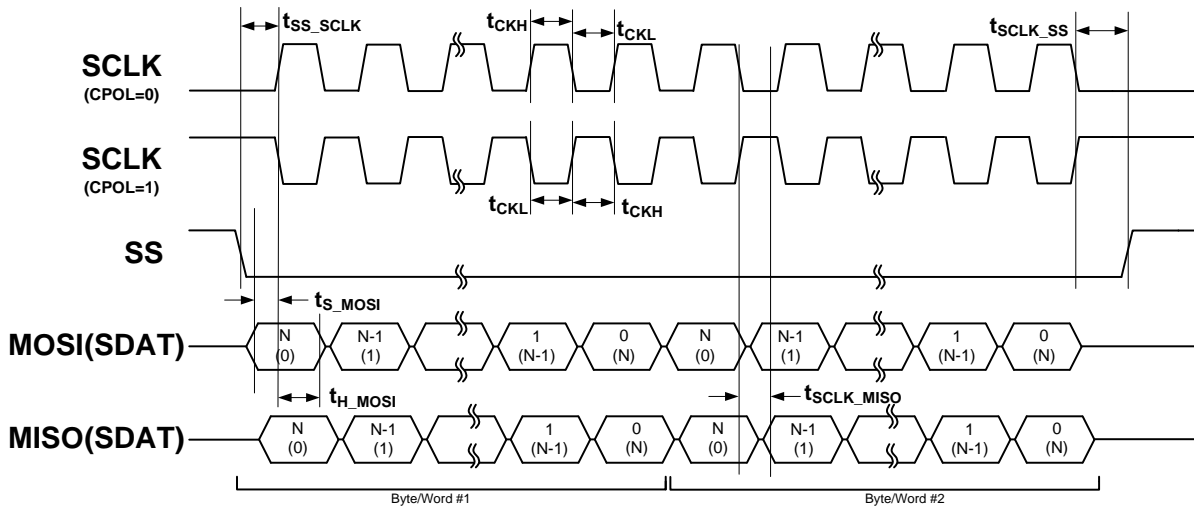 tSS_SCLK
tCKH
tCKL
tSCLK_SS
SCLK
(CPOL=0)
SCLK
(CPOL=1)
tCKL
tCKH
SS
tS_MOSI
MOSI(SDAT)
N
(0)
N-1
(1)
1
(N-1)
0
(N)
N
(0)
N-1
(1)
1
(N-1)
0
(N)
tH_MOSI
tSCLK_MISO
MISO(SDAT)
N
(0)
N-1
(1)
1
(N-1)
0
(N)
N
(0)
N-1
(1)
1
(N-1)
0
(N)
Byte/Word #1
Byte/Word #2